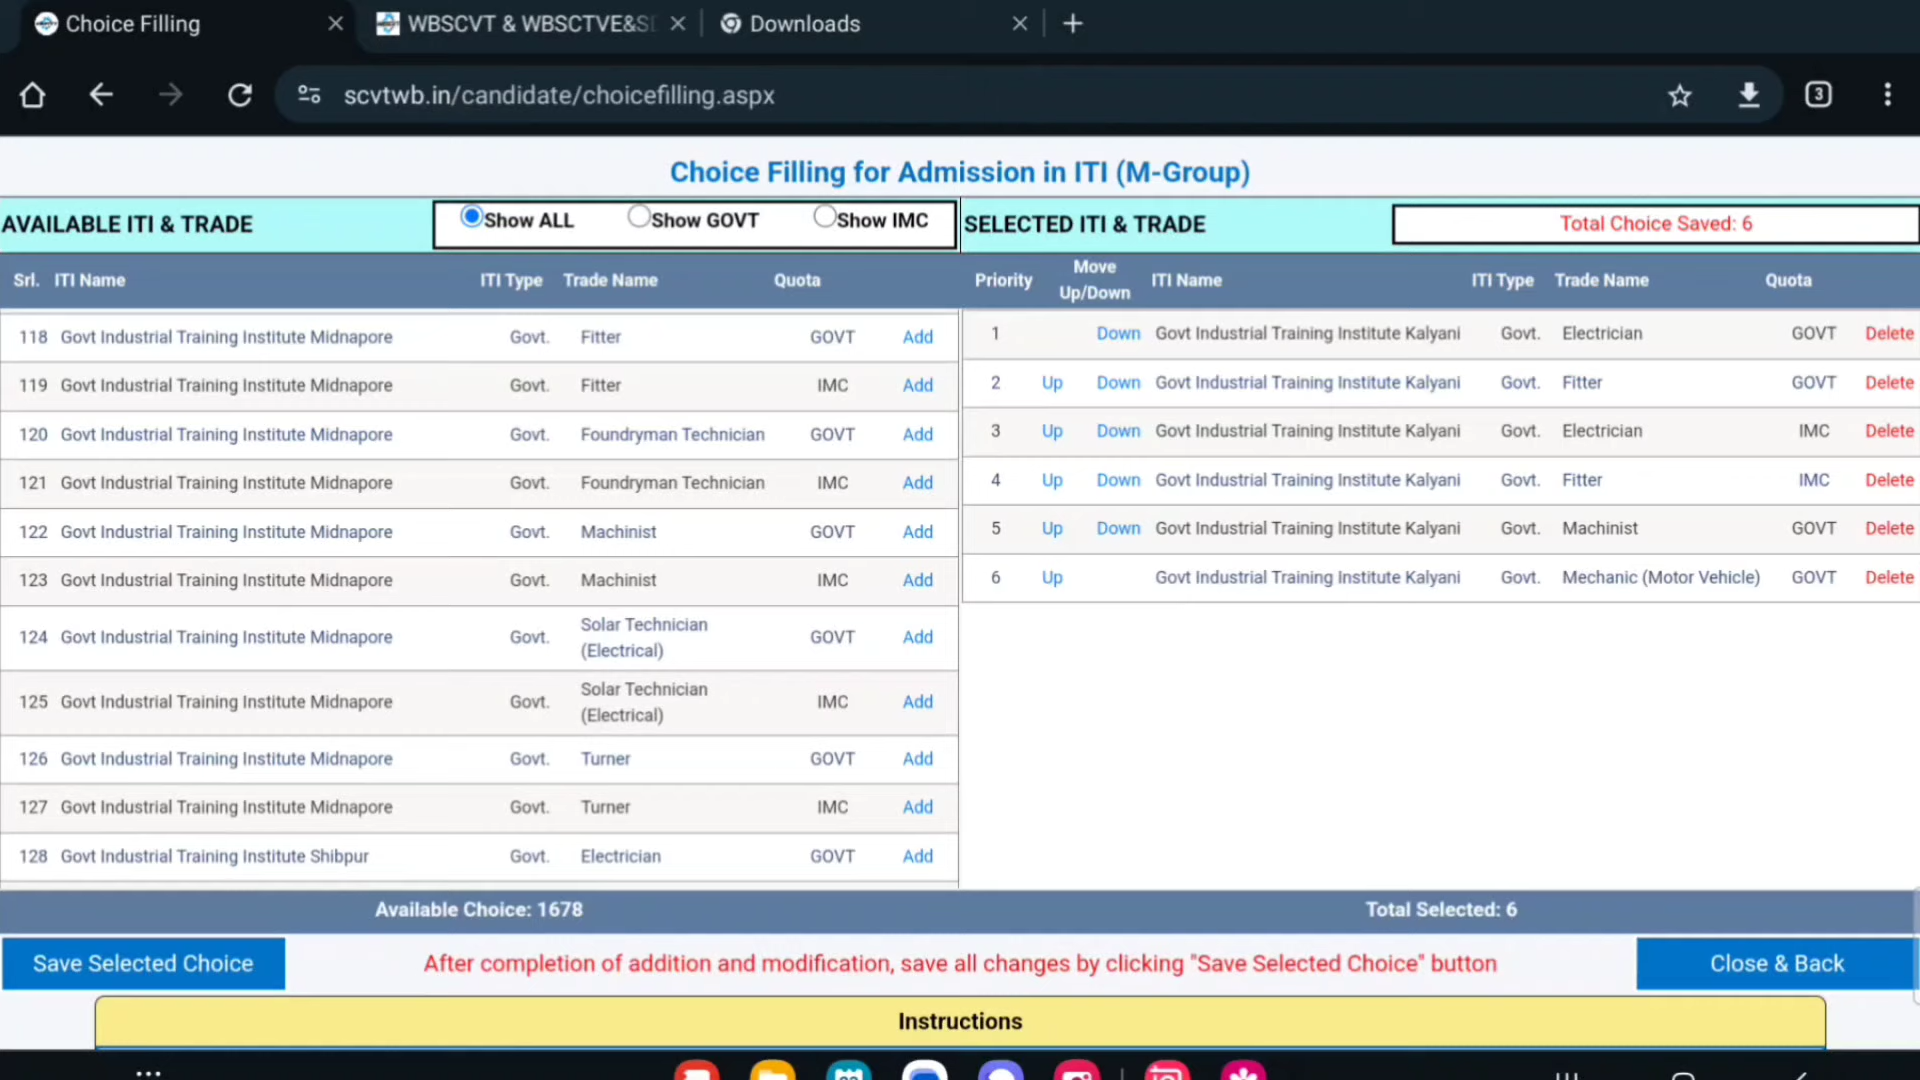 Choice Filling
WBSCVT & WBSCTVE&S
Downloads
scvtwb.in/candidate/choicefilling.aspx
3
Choice Filling for Admission in ITI (M-Group)
AVAILABLE ITI & TRADE
Show ALL Show GOVT Show IMC
SELECTED ITI & TRADE
Total Choice Saved: 6
Srl. ITI Name ITI Type Trade Name Quota
118 Govt Industrial Training Institute Midnapore Govt. Fitter GOVT Add
119 Govt Industrial Training Institute Midnapore Govt. Fitter IMC Add
120 Govt Industrial Training Institute Midnapore Govt. Foundryman Technician GOVT Add
121 Govt Industrial Training Institute Midnapore Govt. Foundryman Technician IMC Add
122 Govt Industrial Training Institute Midnapore Govt. Machinist GOVT Add
123 Govt Industrial Training Institute Midnapore Govt. Machinist IMC Add
124 Govt Industrial Training Institute Midnapore Govt. Solar Technician
(Electrical) GOVT Add
125 Govt Industrial Training Institute Midnapore Govt. Solar Technician
(Electrical) IMC Add
126 Govt Industrial Training Institute Midnapore Govt. Turner GOVT Add
127 Govt Industrial Training Institute Midnapore Govt. Turner IMC Add
128 Govt Industrial Training Institute Shibpur Govt. Electrician GOVT Add
Priority Move
Up/Down ITI Name ITI Type Trade Name Quota
1 Down Govt Industrial Training Institute Kalyani Govt. Electrician GOVT Delete
2 Up Down Govt Industrial Training Institute Kalyani Govt. Fitter GOVT Delete
3 Up Down Govt Industrial Training Institute Kalyani Govt. Electrician IMC Delete
4 Up Down Govt Industrial Training Institute Kalyani Govt. Fitter IMC Delete
5 Up Down Govt Industrial Training Institute Kalyani Govt. Machinist GOVT Delete
6 Up Govt Industrial Training Institute Kalyani Govt. Mechanic (Motor Vehicle) GOVT Delete
Available Choice: 1678
Total Selected: 6
Save Selected Choice
After completion of addition and modification, save all changes by clicking "Save Selected Choice" button
Close & Back
Instructions